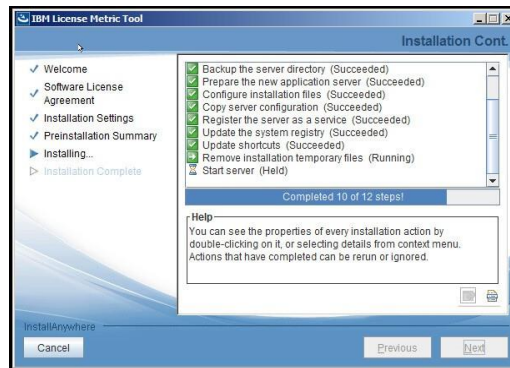 IBM License Metric Tool
Installation Cont.
Welcome
Software License
Agreement
Installation Settings
Preinstallation Summary
Installing...
Installation Complete
Backup the server directory (Succeeded)
Prepare the new application server (Succeeded)
Configure installation files (Succeeded)
Copy server configuration (Succeeded)
Register the server as a service (Succeeded)
Update the system registry (Succeeded)
Update shortcuts (Succeeded)
Remove installation temporary files (Running)
Start server (Held)
Completed 10 of 12 steps!
Help
You can see the properties of every installation action by
double-clicking on it, or selecting details from context menu.
Actions that have completed can be rerun or ignored.
InstallAnywhere
Cancel
Previous
Next